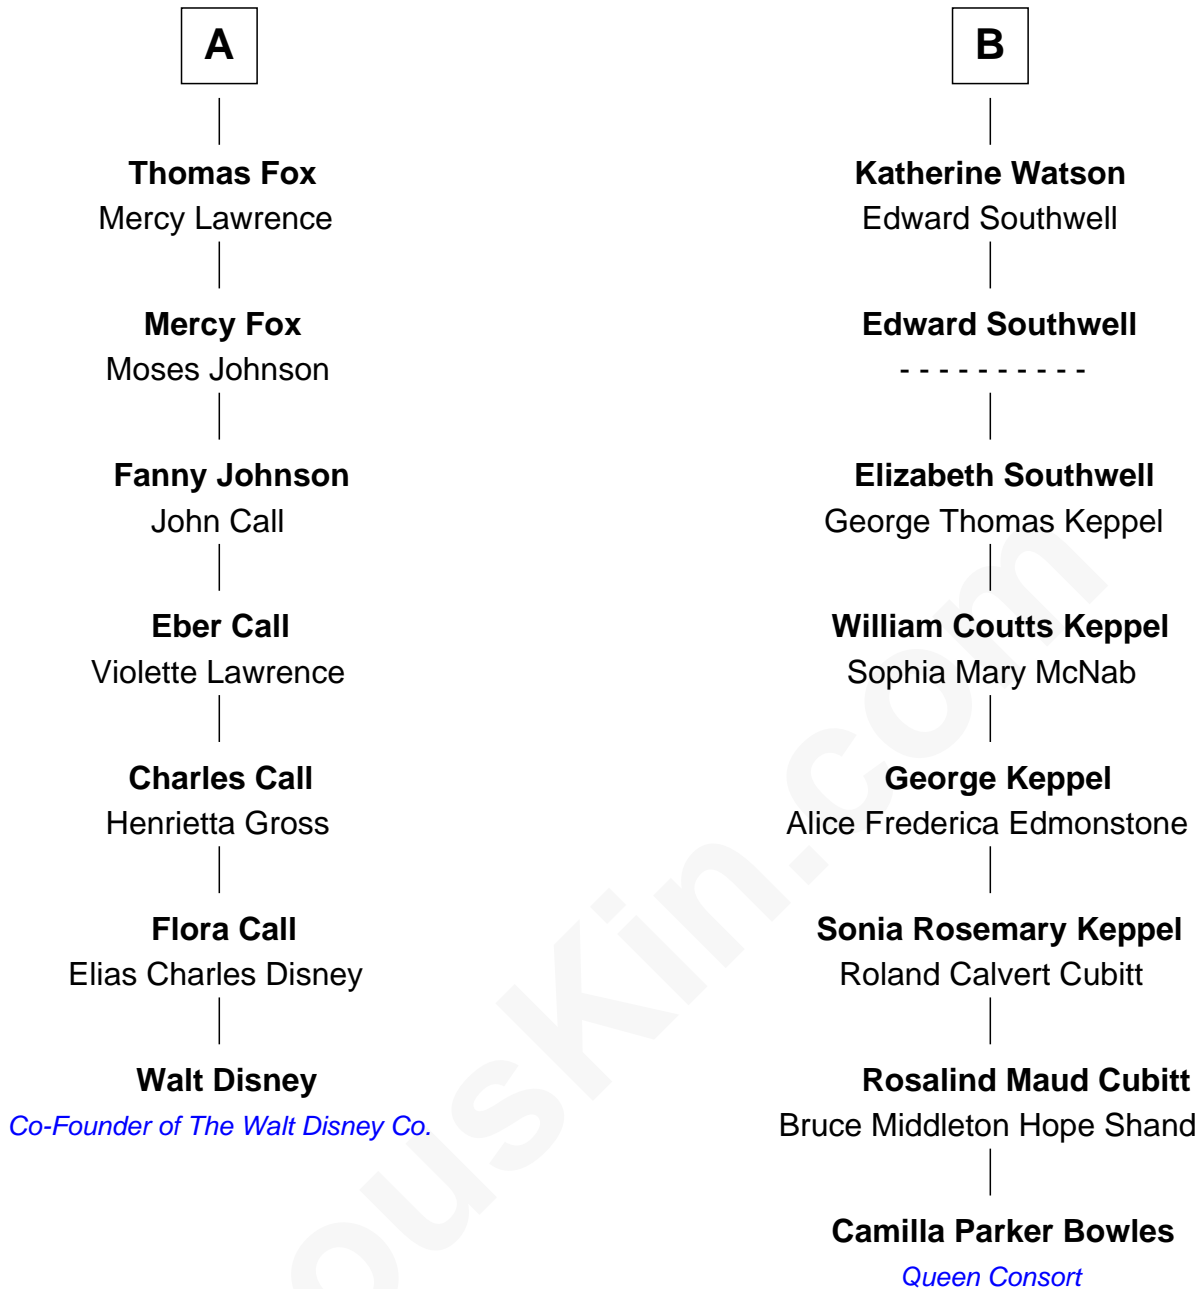 A
Thomas Fox
Mercy Lawrence
Mercy Fox
Moses Johnson
Fanny Johnson
John Call
Eber Call
Violette Lawrence
Charles Call
Henrietta Gross
Flora Call
Elias Charles Disney
Walt Disney
Co-Founder of The Walt Disney Co.
B
Katherine Watson
Edward Southwell
Edward Southwell
- - - - - - - - - -
Elizabeth Southwell
George Thomas Keppel
William Coutts Keppel
Sophia Mary McNab
George Keppel
Alice Frederica Edmonstone
Sonia Rosemary Keppel
Roland Calvert Cubitt
Rosalind Maud Cubitt
Bruce Middleton Hope Shand
Camilla Parker Bowles
Queen Consort
ousKin.com